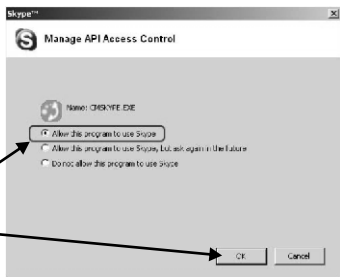 Skype™
Manage API Access Control
Name: CMSKYPE.EXE
Allow this program to use Skype
Allow this program to use Skype, but ask again in the future
Do not allow this program to use Skype
OK
Cancel